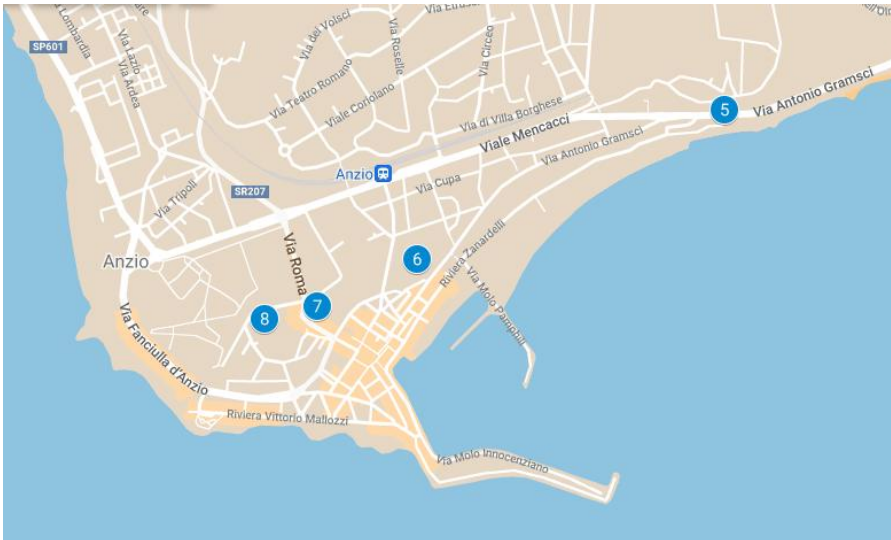 Via Etrus
Via dei Volsci
Via Roselle
Via Circeo
Lombardia
Via Lazio
Via Ardea
SP601
Via Teatro Romano
Viale Coriolano
Via di Villa Borghese
5
Via Antonio Gramsci
Viale Mencacci
Via Antonio Gramsci
Anzio
Via Cupa
SR207
Via Tripoli
Via Roma
6
Riviera Zanardelli
Anzio
Via Molo Pamphili
7
8
Via Fanciulla d'Anzio
Riviera Vittorio Mallozzi
Via Molo Innocenziano